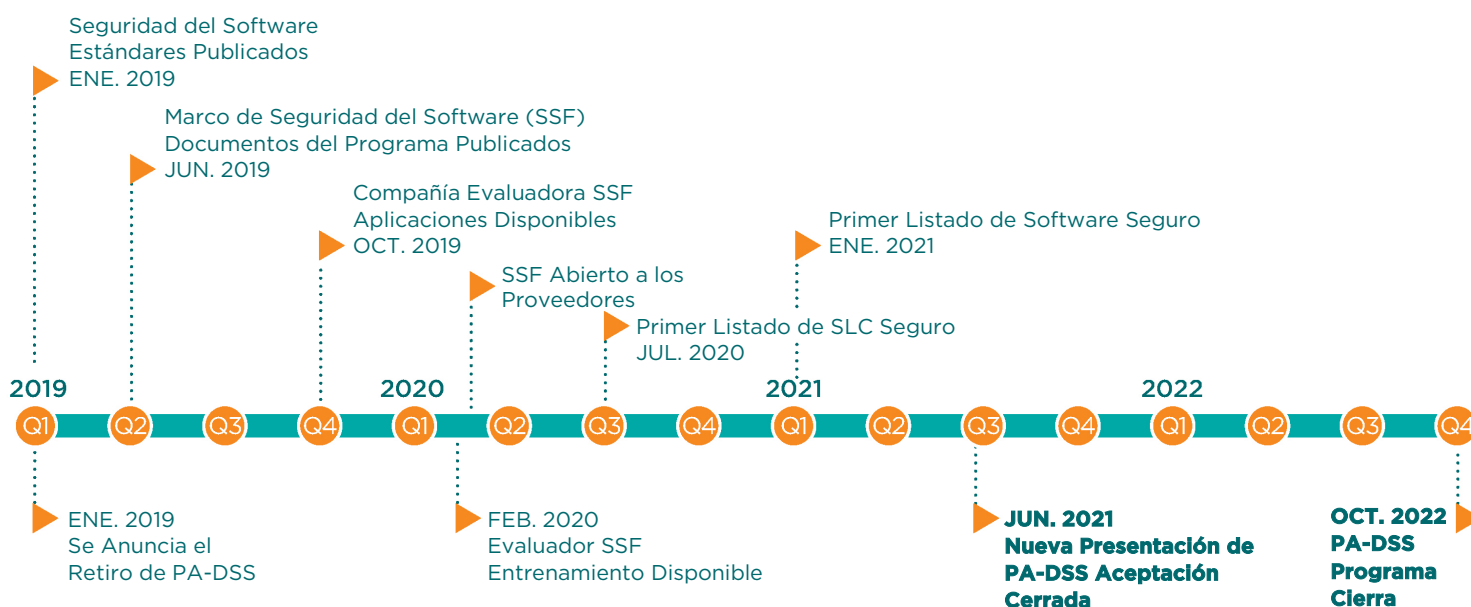 Seguridad del Software
Estándares Publicados
ENE. 2019
Marco de Seguridad del Software (SSF)
Documentos del Programa Publicados
JUN. 2019
Compañía Evaluadora SSF
Aplicaciones Disponibles
OCT. 2019
SSF Abierto a los
Proveedores
Primer Listado de SLC Seguro
JUL. 2020
Primer Listado de Software Seguro
ENE. 2021
2019 2020 2021 2022
Q1 Q2 Q3 Q4 Q1 Q2 Q3 Q4 Q1 Q2 Q3 Q4 Q1 Q2 Q3 Q4
ENE. 2019
Se Anuncia el
Retiro de PA-DSS
FEB. 2020
Evaluador SSF
Entrenamiento Disponible
JUN. 2021
Nueva Presentación de
PA-DSS Aceptación
Cerrada
OCT. 2022
PA-DSS
Programa
Cierra